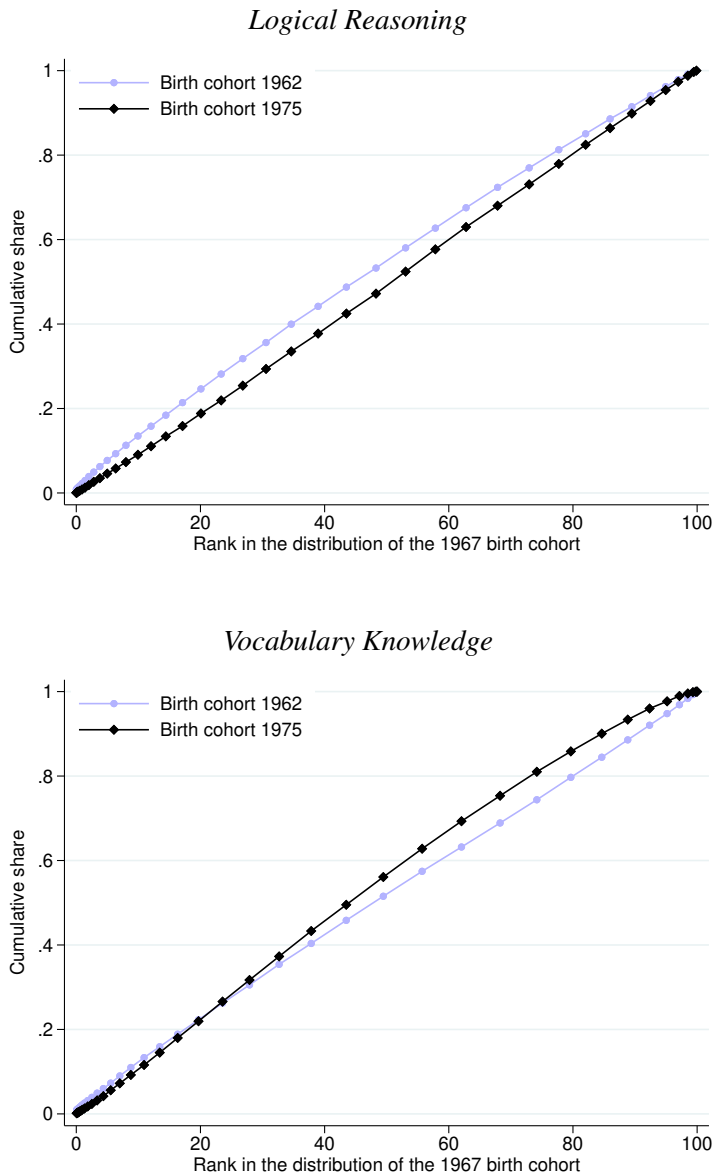 Logical Reasoning
Birth cohort 1962
Birth cohort 1975
1
.8
.6
.4
.2
0
Cumulative share
0 20 40 60 80 100
Rank in the distribution of the 1967 birth cohort
Vocabulary Knowledge
Birth cohort 1962
Birth cohort 1975
1
.8
.6
.4
.2
0
Cumulative share
0 20 40 60 80 100
Rank in the distribution of the 1967 birth cohort